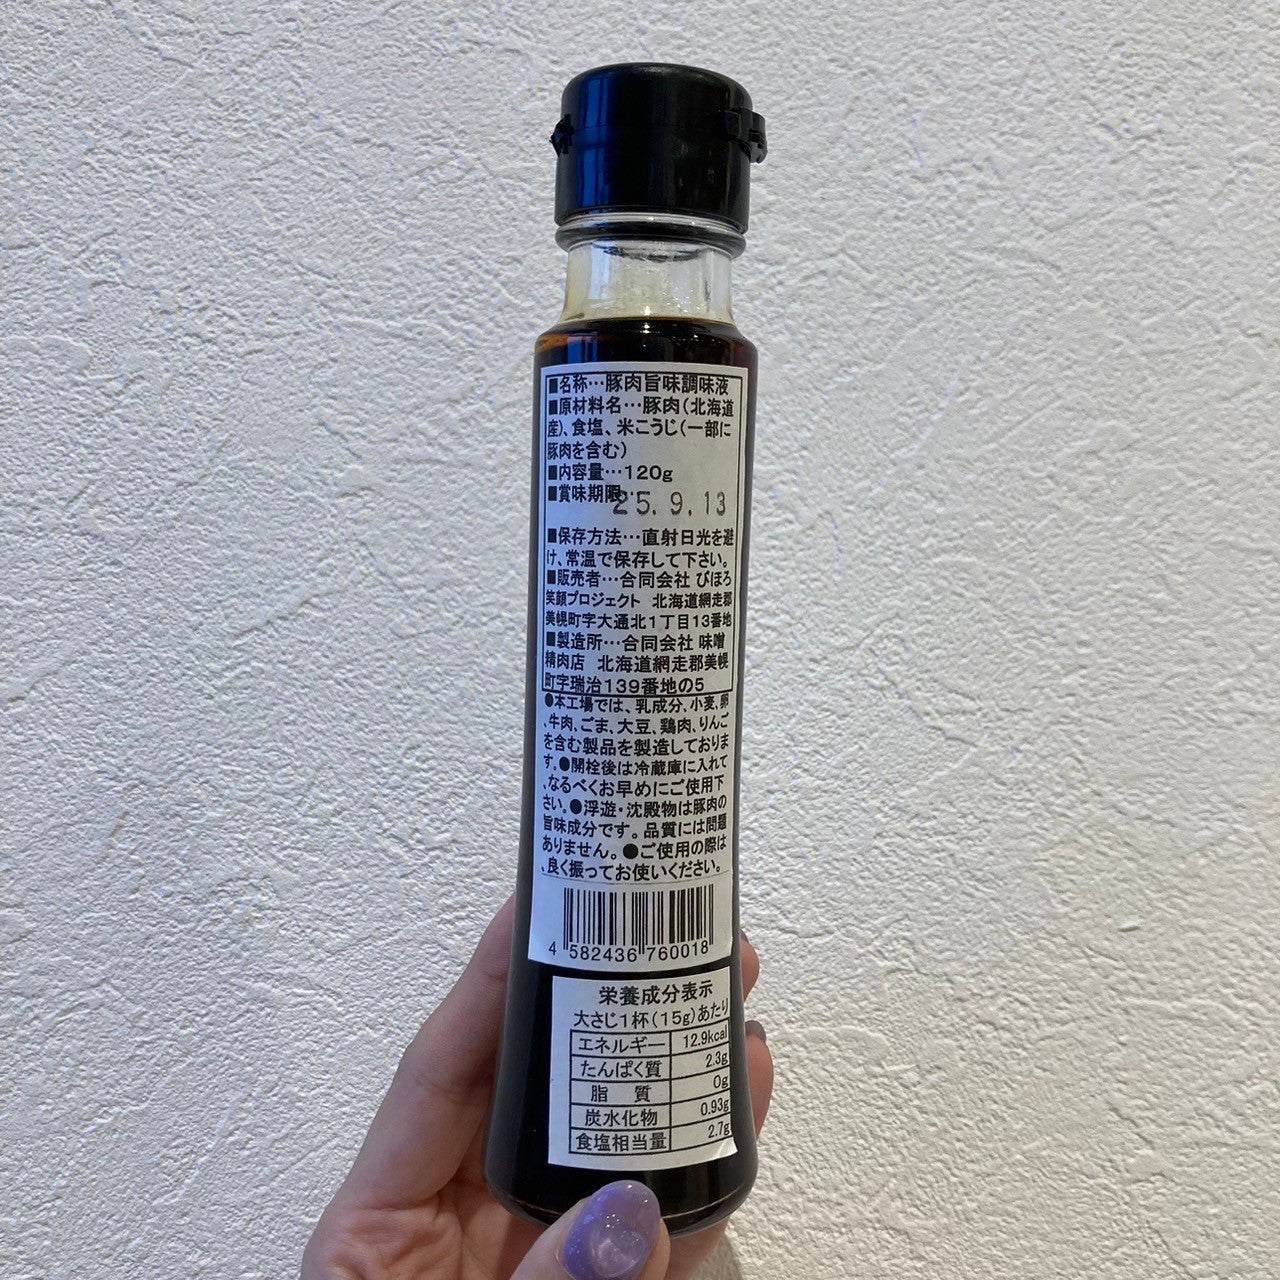 ■名称…豚肉旨味調味液
■原材料名…豚肉(北海道
産)、食塩、米こうじ(一部に
豚肉を含む)
■内容量…120g
■賞味期限…
25.9.13
■保存方法…直射日光を避
け、常温で保存して下さい。
■販売者…合同会社 びほろ
笑顔プロジェクト 北海道網走郡
美幌町字大通北1丁目13番地
■製造所…合同会社 味噌
精肉店 北海道網走郡美幌
町字瑞治139番地の5
●本工場では、乳成分、小麦、卵
、牛肉、ごま、大豆、鶏肉、りんご
を含む製品を製造しておりま
す。●開栓後は冷蔵庫に入れて
、なるべくお早めにご使用下
さい。●浮遊・沈殿物は豚肉の
旨味成分です。品質には問題
ありません。●ご使用の際は
、良く振ってお使いください。
4 582436 760018
栄養成分表示
大さじ1杯(15g)あたり
エネルギー 12.9kcal
たんぱく質 2.3g
脂 質 0g
炭水化物 0.93g
食塩相当量 2.7g